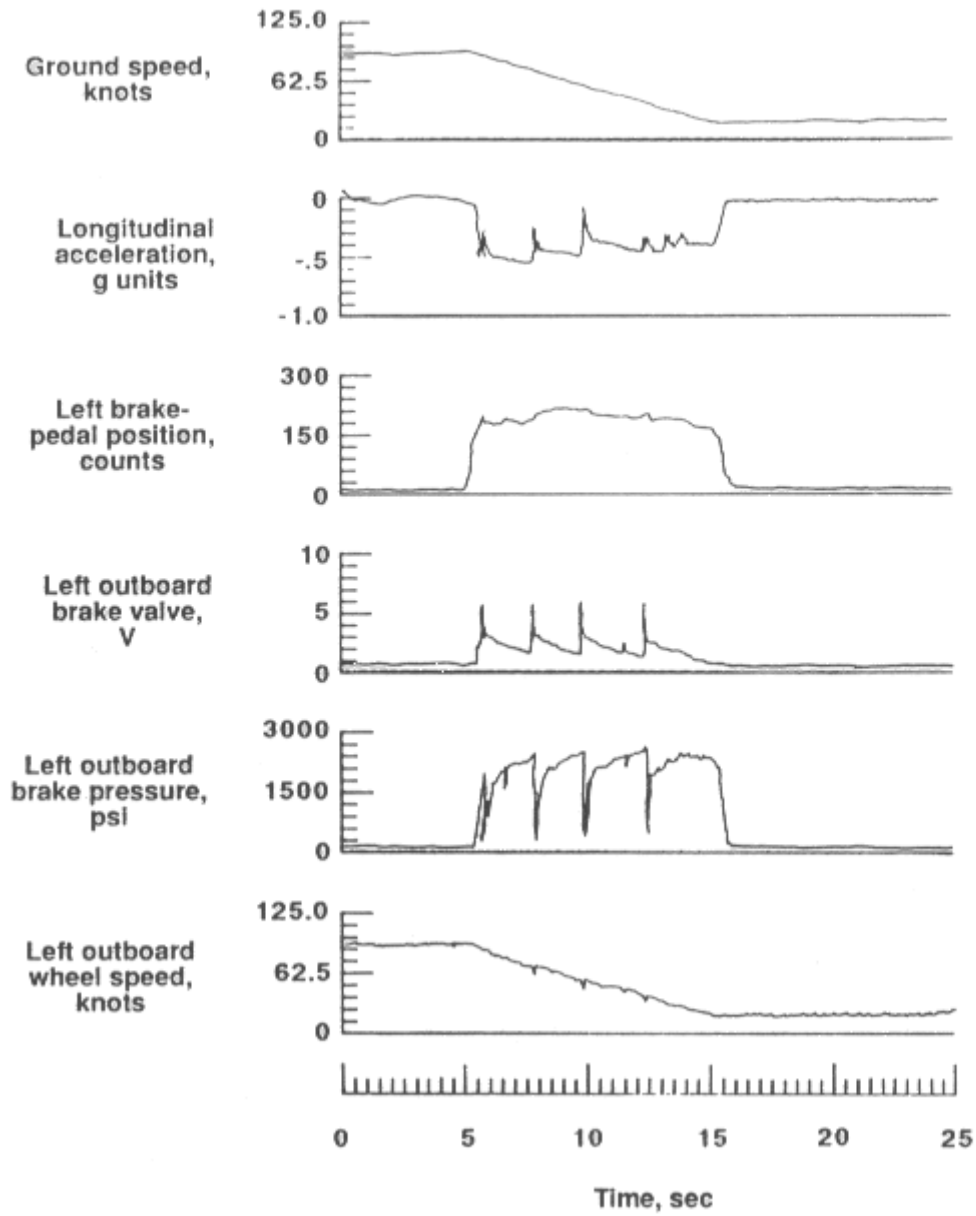 125.0
Ground speed,
knots
62.5
0
0
Longitudinal
acceleration,
g units
-.5
-1.0
300
Left brake-
pedal position,
counts
150
0
10
Left outboard
brake valve,
V
5
0
3000
Left outboard
brake pressure,
psi
1500
0
125.0
Left outboard
wheel speed,
knots
62.5
0
0 5 10 15 20 25
Time, sec